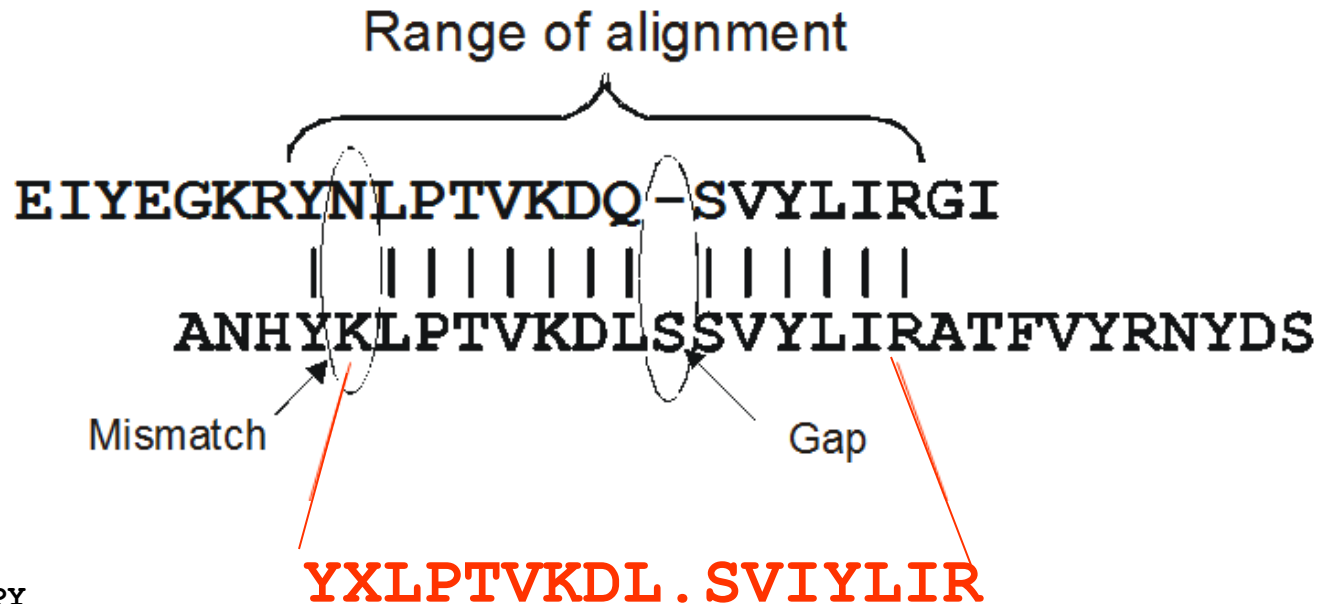 Range of alignment
EIYEGKRYNLPTVKDQ-SVYLIRGI
ANHYKLPTVKDLSSVYLIRATFVYRNYDS
Mismatch Gap
YXLPTVKDL.SVIYLIR